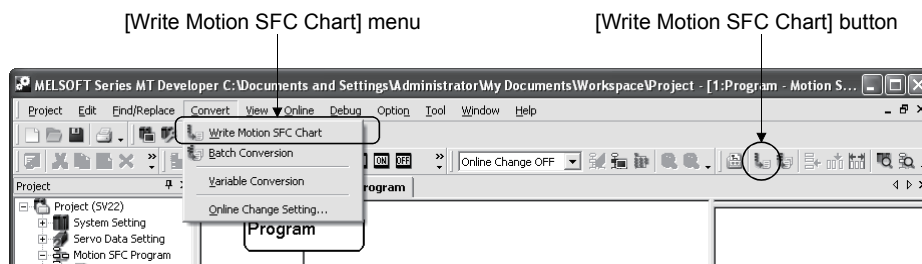 [Write Motion SFC Chart] menu
[Write Motion SFC Chart] button
MELSOFT Series MT Developer C:\Documents and Settings\Administrator\My Documents\Workspace\Project - [1:Program - Motion S...
Project Edit Find/Replace Convert View Online Debug Option Tool Window Help
Write Motion SFC Chart
Batch Conversion
ON OFF
Online Change OFF
Variable Conversion
Project
rogram
Online Change Setting...
Project (SV22)
System Setting
Program
Servo Data Setting
Motion SFC Program